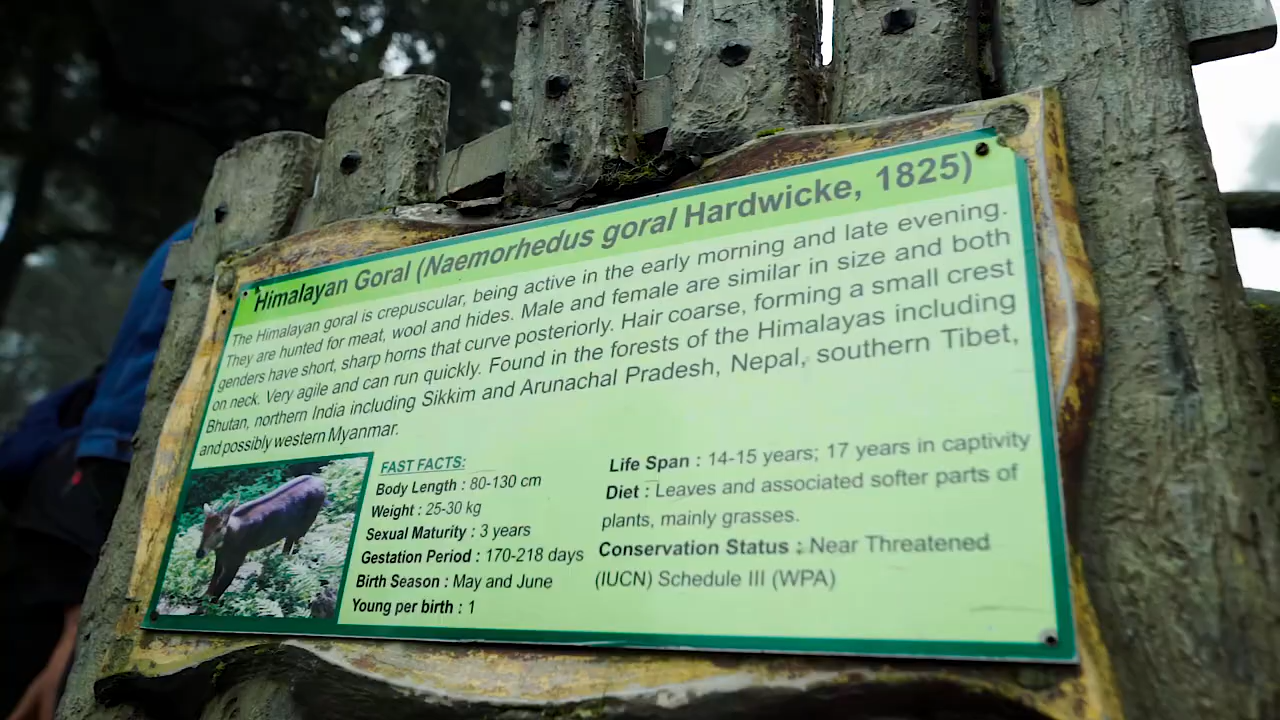 Himalayan Goral (Naemorhedus goral Hardwicke, 1825)
The Himalayan goral is crepuscular, being active in the early morning and late evening.
They are hunted for meat, wool and hides. Male and female are similar in size and both
genders have short, sharp horns that curve posteriorly. Hair coarse, forming a small crest
on neck. Very agile and can run quickly. Found in the forests of the Himalayas including
Bhutan, northern India including Sikkim and Arunachal Pradesh, Nepal, southern Tibet,
and possibly western Myanmar.
FAST FACTS:
Body Length : 80-130 cm
Weight : 25-30 kg
Sexual Maturity : 3 years
Gestation Period : 170-218 days
Birth Season : May and June
Young per birth : 1
Life Span : 14-15 years; 17 years in captivity
Diet : Leaves and associated softer parts of
plants, mainly grasses.
Conservation Status : Near Threatened
(IUCN) Schedule III (WPA)